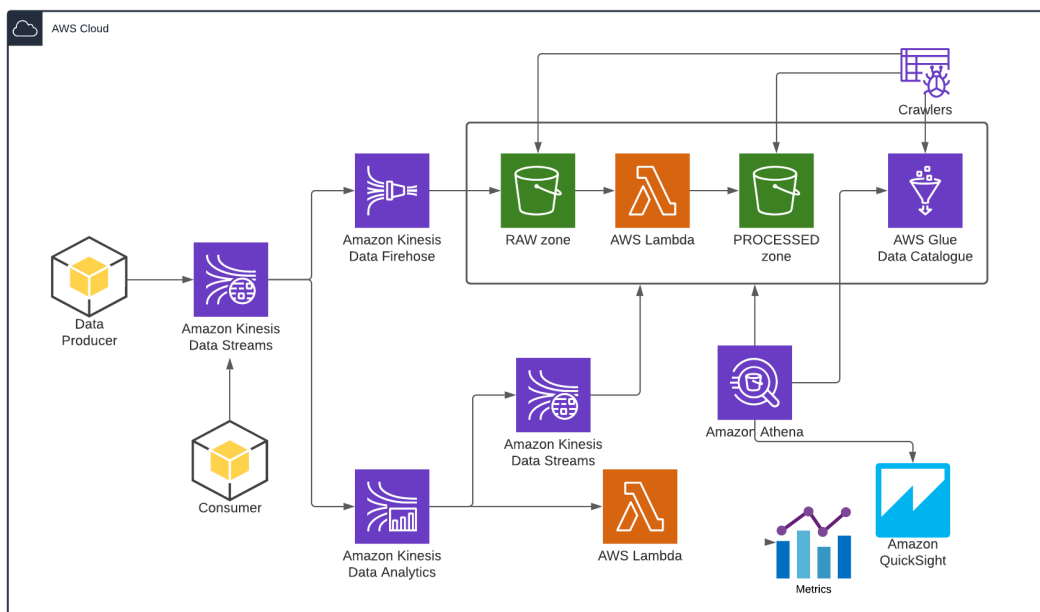 AWS Cloud
Crawlers
Amazon Kinesis
Data Firehose
RAW zone
AWS Lambda
PROCESSED
zone
AWS Glue
Data Catalogue
Data
Producer
Amazon Kinesis
Data Streams
Amazon Kinesis
Data Streams
Amazon Athena
Consumer
Amazon Kinesis
Data Analytics
AWS Lambda
Metrics
Amazon
QuickSight